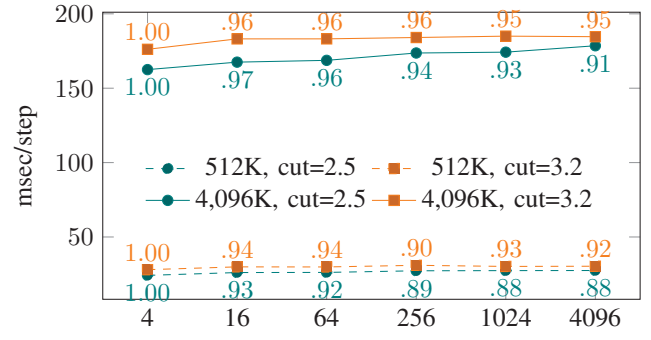 200
1.00 .96 .96 .96 .95 .95
1.00 .97 .96 .94 .93 .91
150
msec/step
100
512K, cut=2.5 512K, cut=3.2
4,096K, cut=2.5 4,096K, cut=3.2
50
1.00 .94 .94 .90 .93 .92
1.00 .93 .92 .89 .88 .88
4 16 64 256 1024 4096